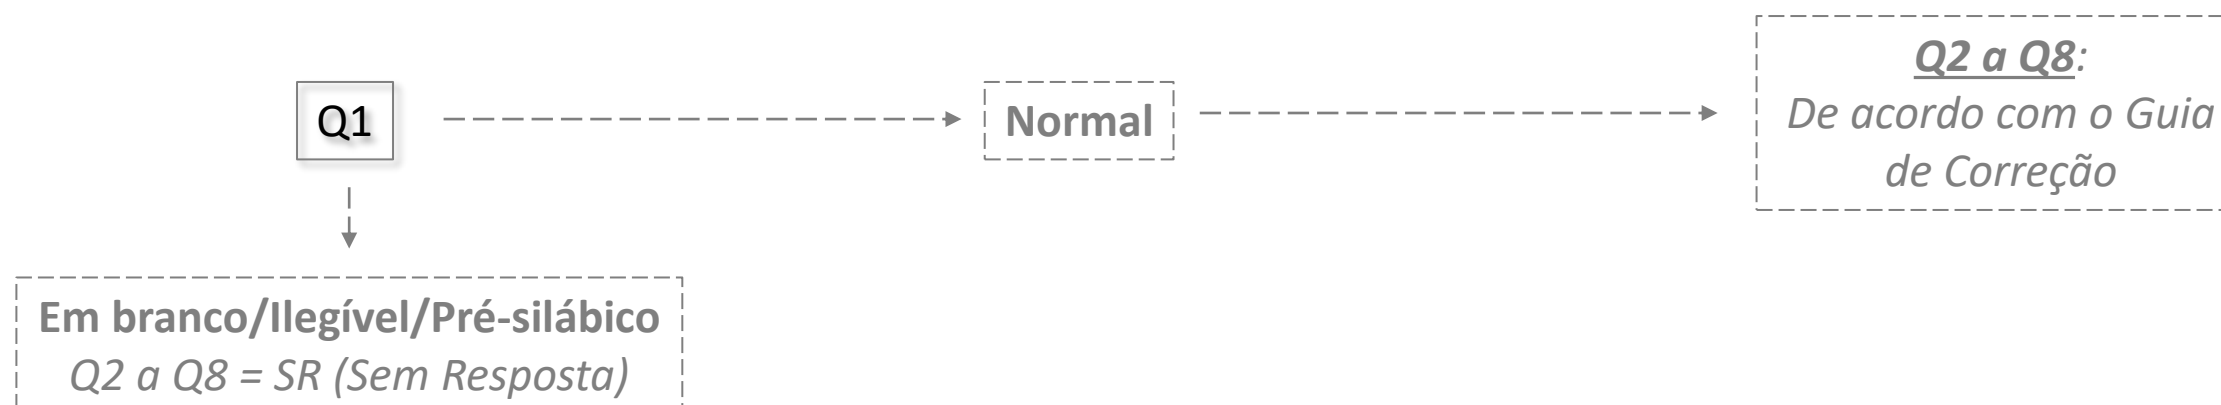 Q1
Normal
Q2 a Q8:
De acordo com o Guia
de Correção
Em branco/Ilegível/Pré-silábico
Q2 a Q8 = SR (Sem Resposta)